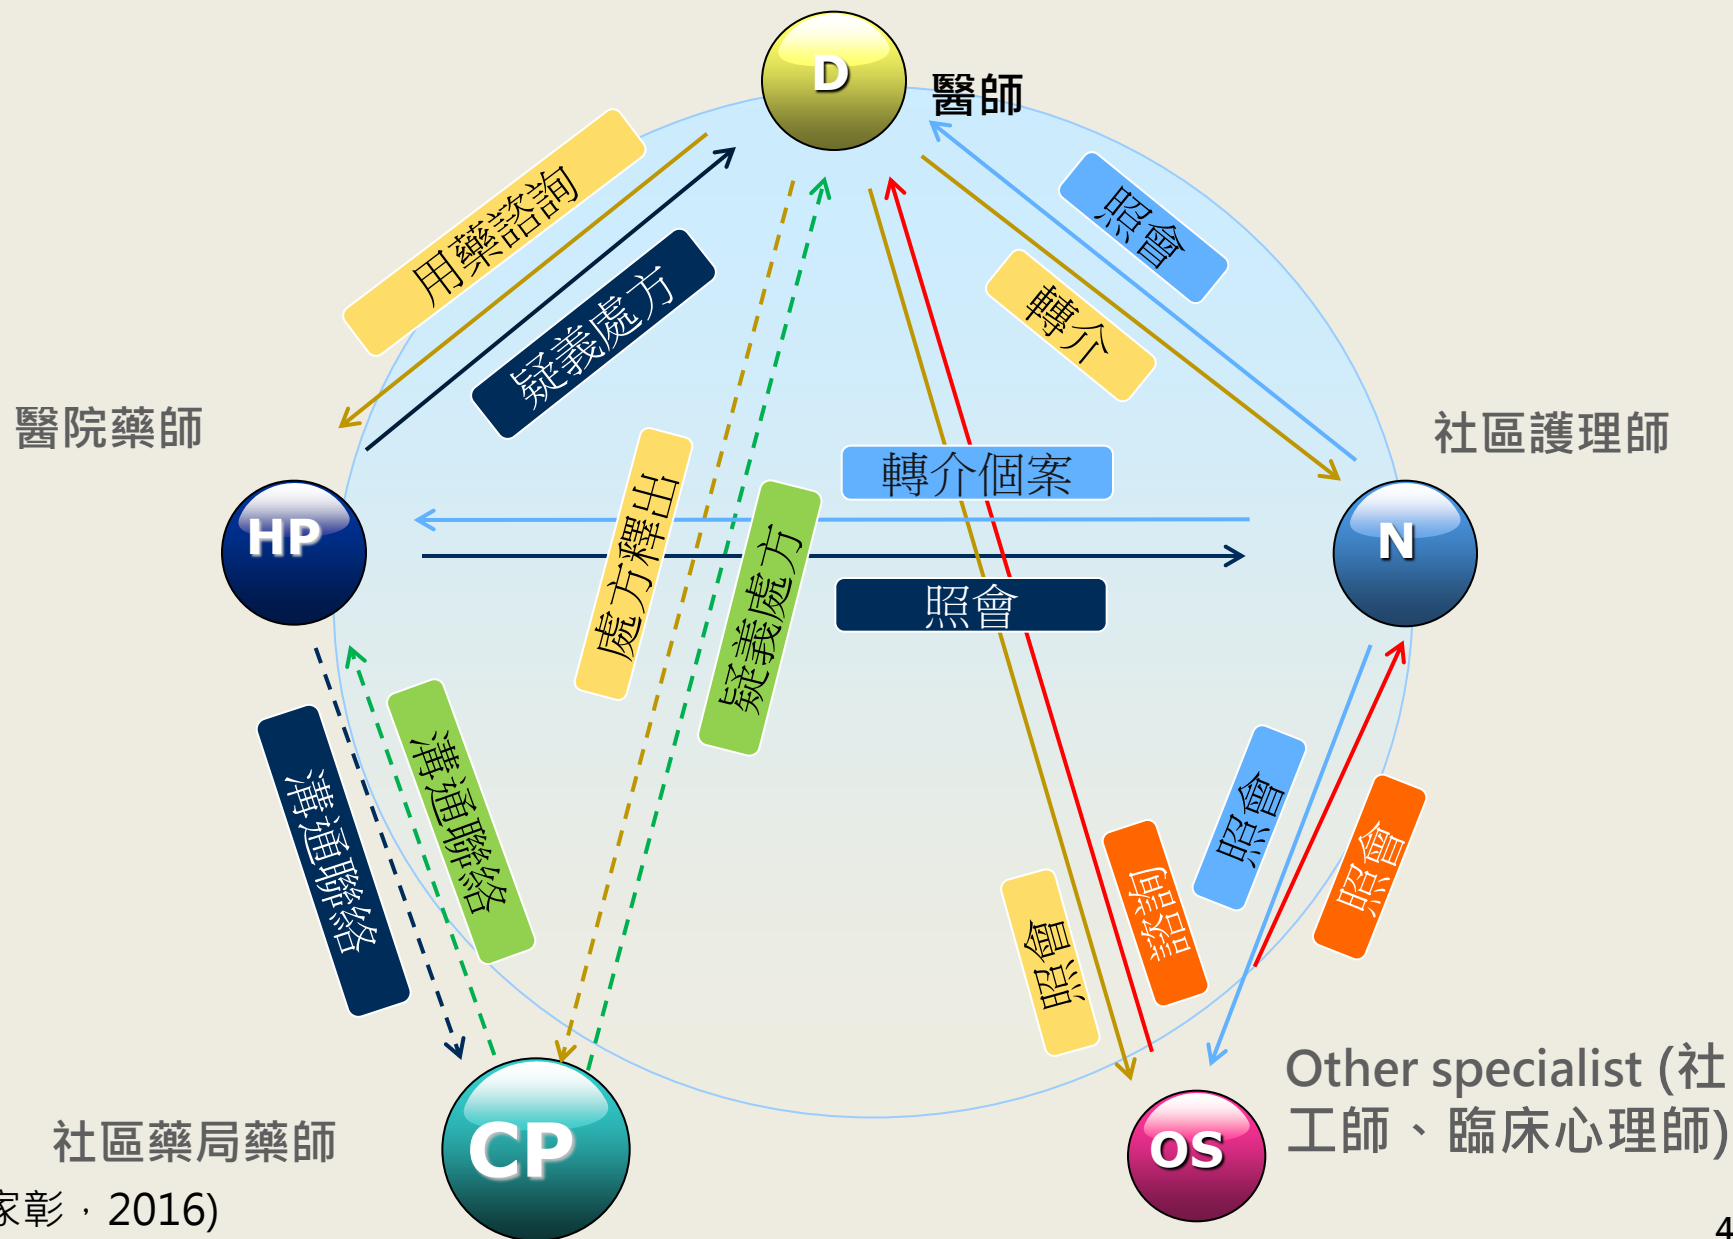 D
醫師
用藥諮詢
疑義處方
照會
轉介
醫院藥師
社區護理師
HP
N
轉介個案
照會
處方釋出
疑義處方
溝通聯絡
溝通聯絡
照會
照會
照會
諮詢
社區藥局藥師
CP
OS
Other specialist (社
工師、臨床心理師)
家彰，2016)
4